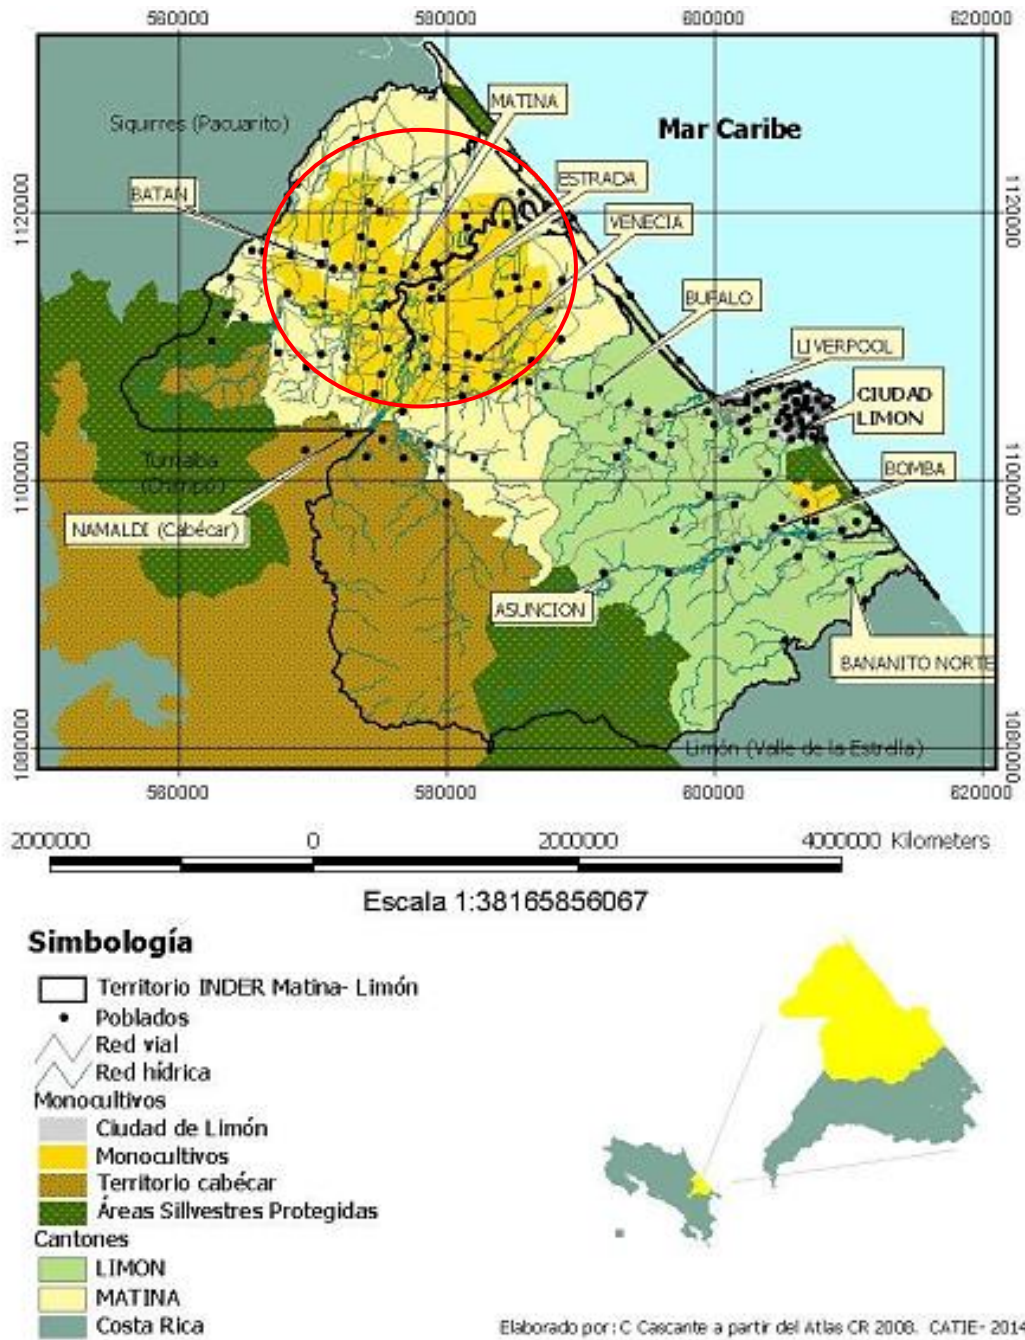 560000 580000 600000 620000
MATINA
Siquirres (Pacuarito)
Mar Caribe
ESTRADA
BATAN
1120000
1120000
VENECIA
BUFALO
LIVERPOOL
CIUDAD
LIMON
BOMBA
1100000
1100000
NAMALDI (Cabécar)
ASUNCION
BANANITO NORTE
Limón (Valle de la Estrella)
1080000
1080000
560000 580000 600000 620000
2000000 0 2000000 4000000 Kilometers
Escala 1:38165856067
Simbología
Territorio INDER Matina- Limón
Poblados
Red vial
Red hídrica
Monocultivos
Ciudad de Limón
Monocultivos
Territorio cabécar
Áreas Sillvestres Protegidas
Cantones
LIMON
MATINA
Costa Rica
Elaborado por: C Cascante a partir del Atlas CR 2008. CATIE- 2014